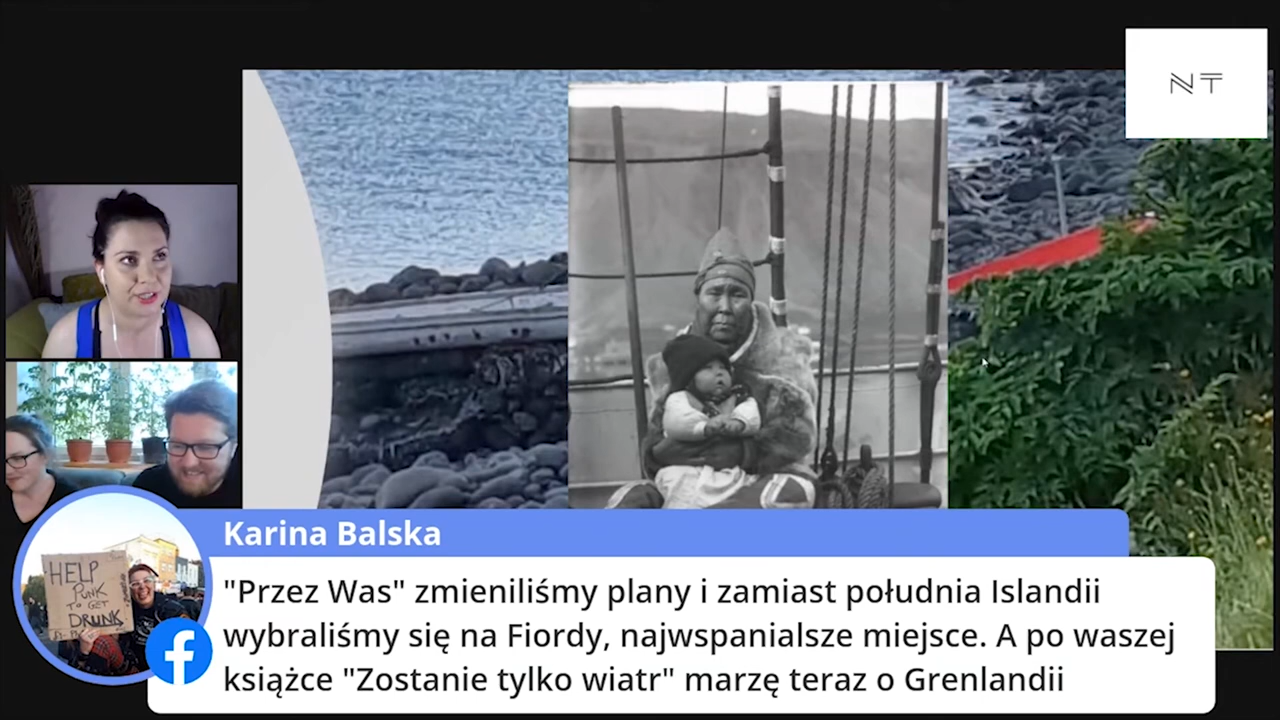 NT
HELP
PUNK
TO GET
DRUNK
Karina Balska
"Przez Was" zmieniliśmy plany i zamiast południa Islandii
wybraliśmy się na Fiordy, najwspanialsze miejsce. A po waszej
książce "Zostanie tylko wiatr" marzę teraz o Grenlandii